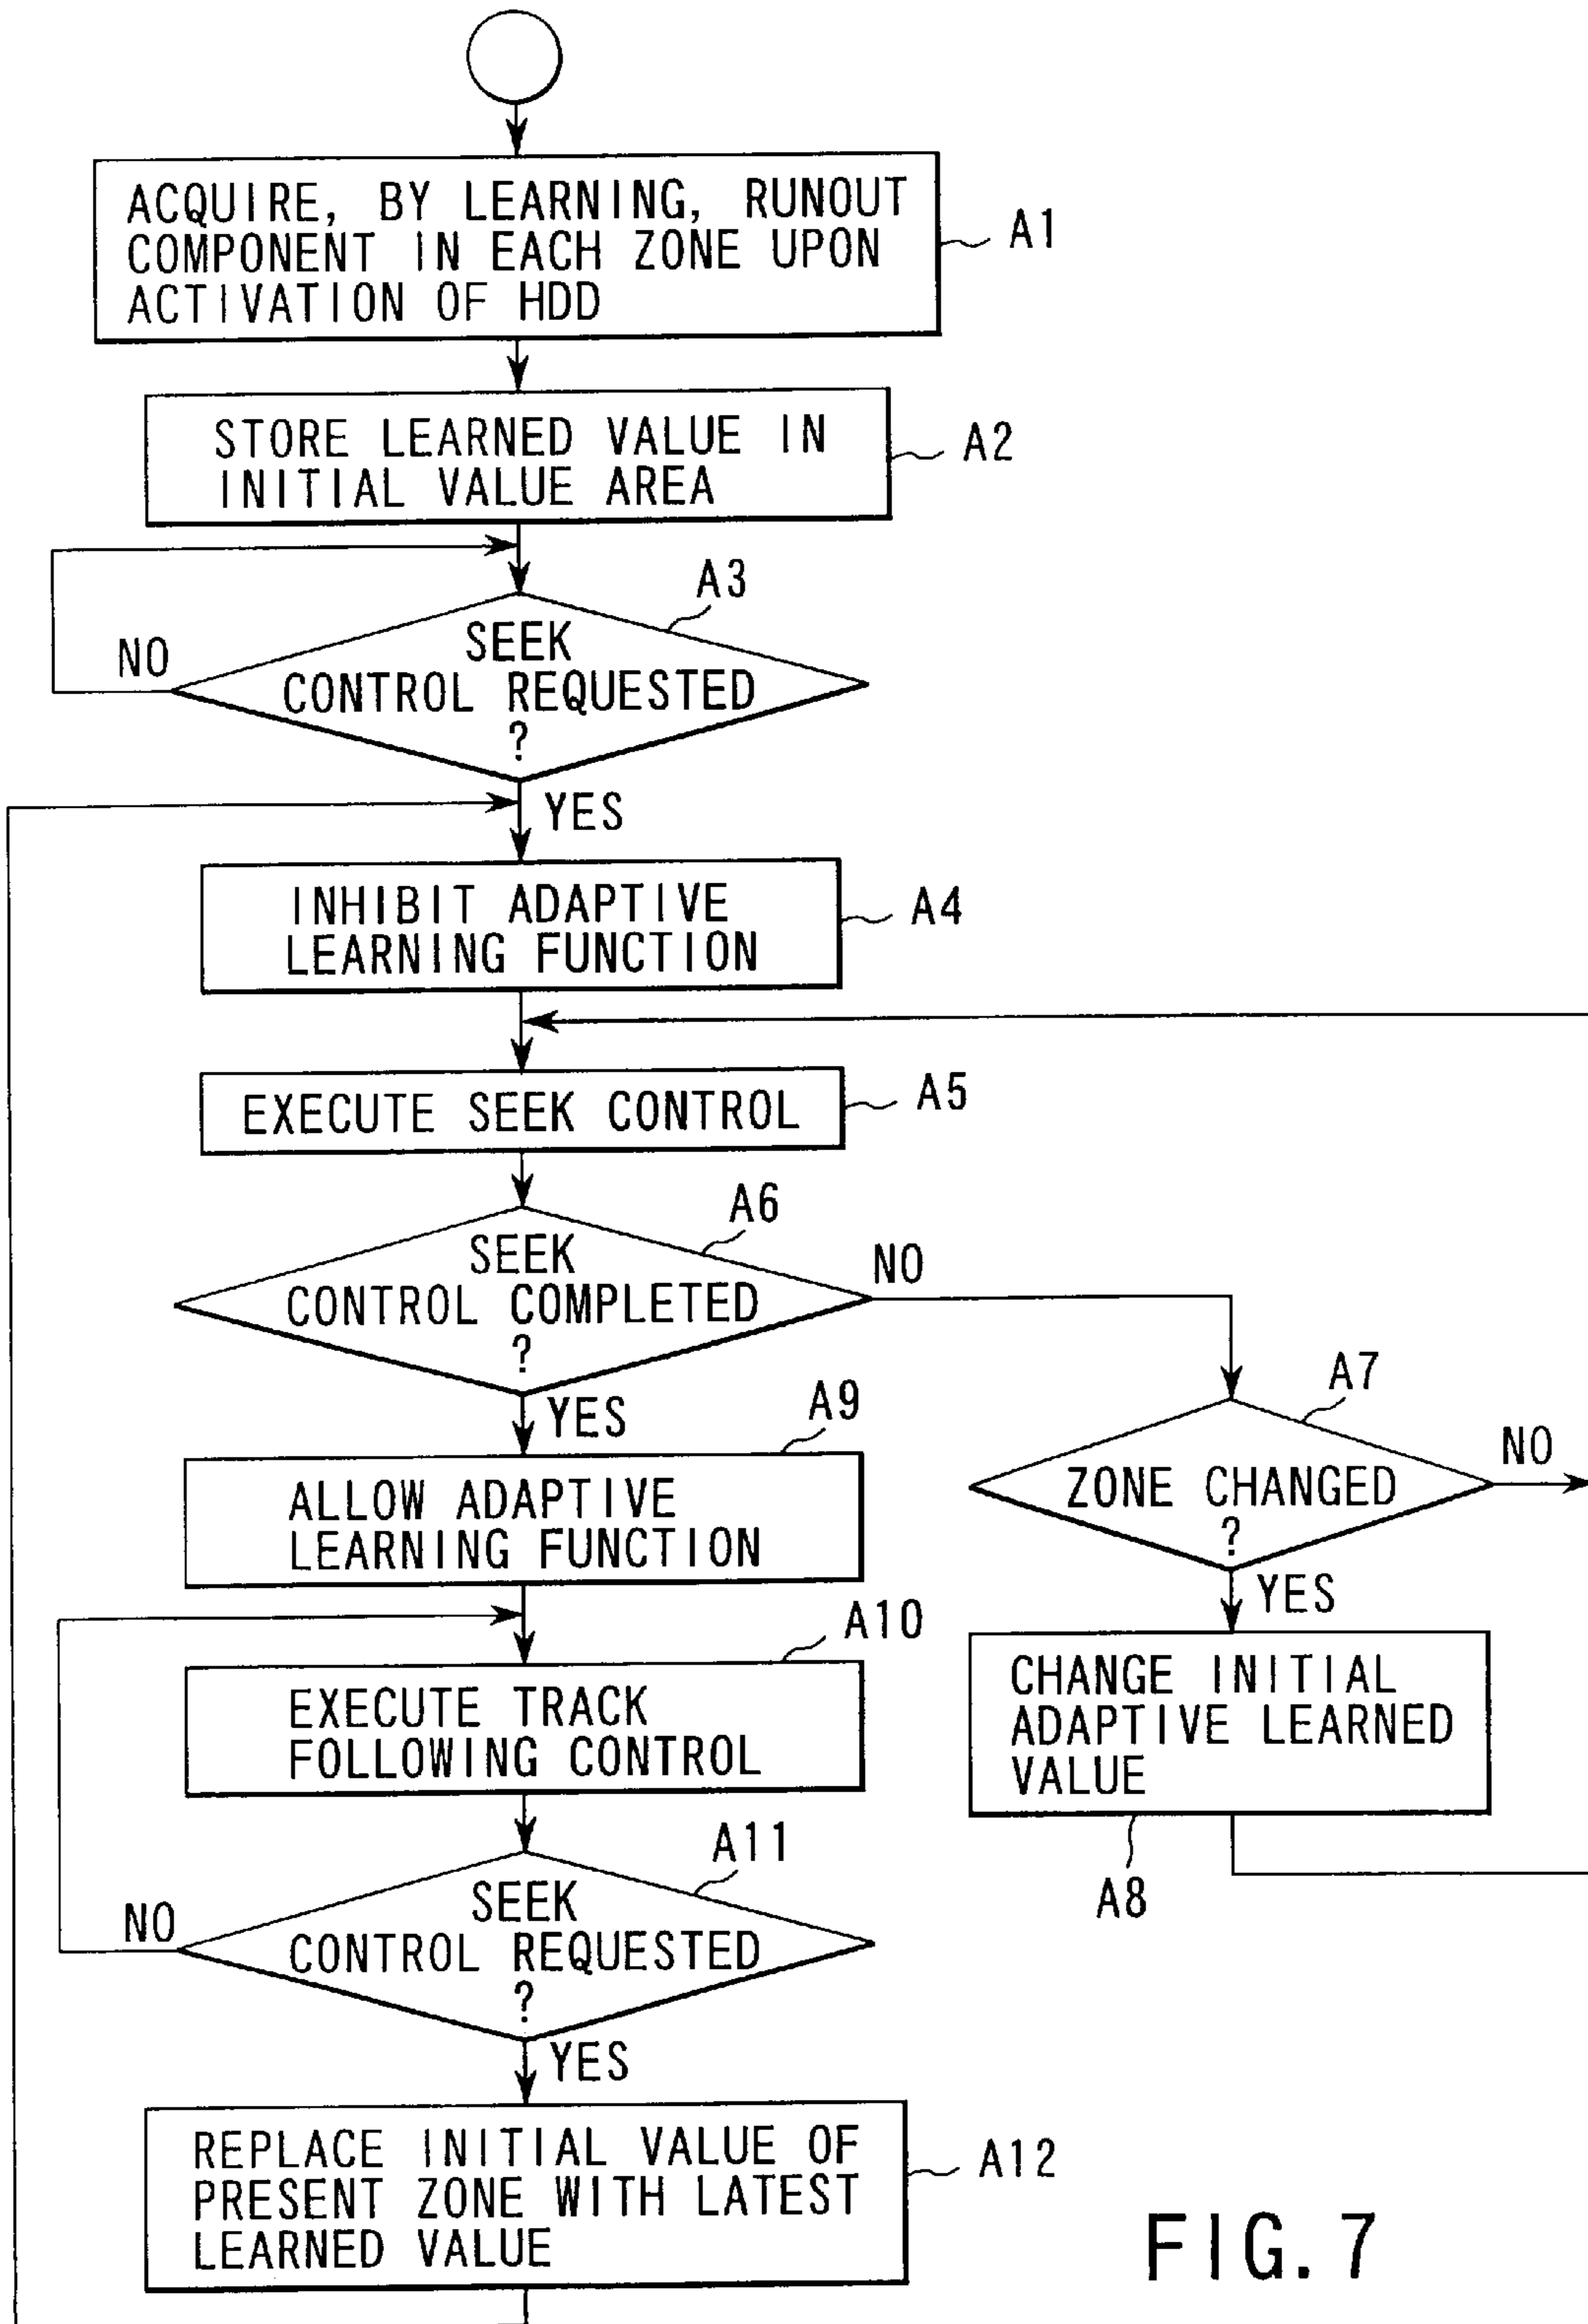 ACQUIRE, BY LEARNING, RUNOUT
COMPONENT IN EACH ZONE UPON
ACTIVATION OF HDD
A1
STORE LEARNED VALUE IN
INITIAL VALUE AREA
A2
A3
SEEK
CONTROL REQUESTED
?
NO
YES
INHIBIT ADAPTIVE
LEARNING FUNCTION
A4
EXECUTE SEEK CONTROL
A5
A6
SEEK
CONTROL COMPLETED
?
NO
YES
A7
ZONE CHANGED
?
NO
YES
CHANGE INITIAL
ADAPTIVE LEARNED
VALUE
A8
A9
ALLOW ADAPTIVE
LEARNING FUNCTION
A10
EXECUTE TRACK
FOLLOWING CONTROL
A11
SEEK
CONTROL REQUESTED
?
NO
YES
REPLACE INITIAL VALUE OF
PRESENT ZONE WITH LATEST
LEARNED VALUE
A12
FIG. 7